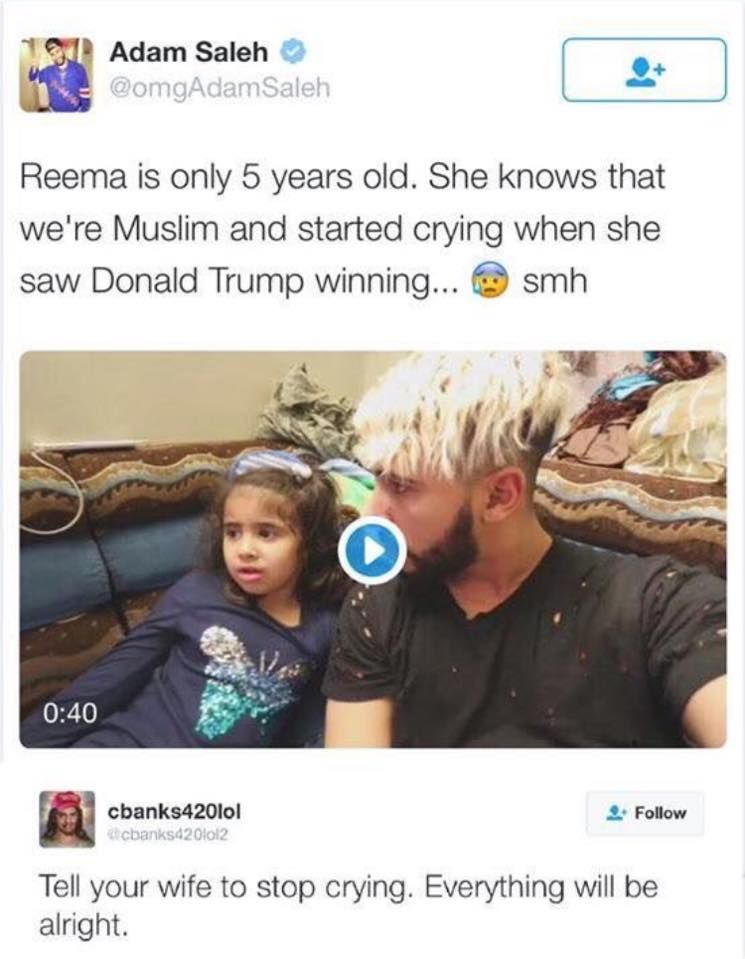 Adam Saleh
@omgAdamSaleh
Reema is only 5 years old. She knows that
we're Muslim and started crying when she
saw Donald Trump winning... 😰 smh
0:40
cbanks420lol
@cbanks420lol2
Follow
Tell your wife to stop crying. Everything will be
alright.